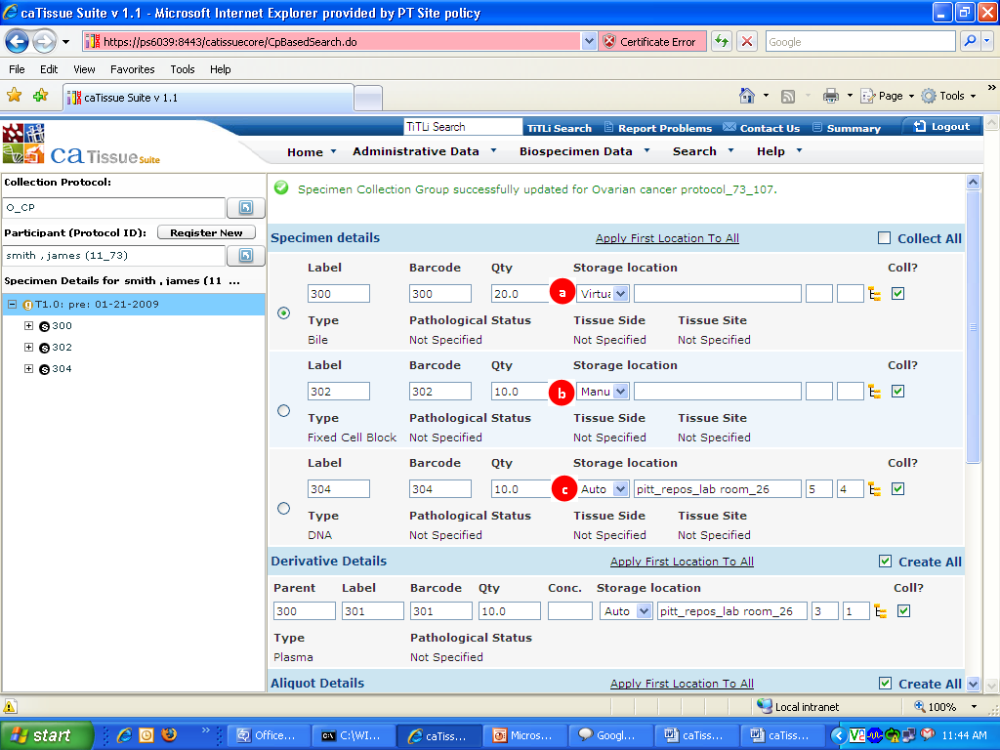 caTissue Suite v 1.1 - Microsoft Internet Explorer provided by PT Site policy
https://ps6039:8443/catissuecore/CpBasedSearch.do Certificate Error Google
File Edit View Favorites Tools Help
caTissue Suite v 1.1 Page Tools »
TiTLi Search TiTLi Search Report Problems Contact Us Summary Logout
ca Tissue Suite Home Administrative Data Biospecimen Data Search Help
Collection Protocol:
O_CP
Participant (Protocol ID): Register New
smith , james (11_73)
Specimen Details for smith , james (11 ...
T1.0: pre: 01-21-2009
S 300
S 302
S 304
Specimen Collection Group successfully updated for Ovarian cancer protocol_73_107.
Specimen details Apply First Location To All Collect All
Label Barcode Qty Storage location Coll?
300 300 20.0 a Virtua
Type Pathological Status Tissue Side Tissue Site
Bile Not Specified Not Specified Not Specified
Label Barcode Qty Storage location Coll?
302 302 10.0 b Manu
Type Pathological Status Tissue Side Tissue Site
Fixed Cell Block Not Specified Not Specified Not Specified
Label Barcode Qty Storage location Coll?
304 304 10.0 c Auto pitt_repos_lab room_26 5 4
Type Pathological Status Tissue Side Tissue Site
DNA Not Specified Not Specified Not Specified
Derivative Details Apply First Location To All Create All
Parent Label Barcode Qty Conc. Storage location Coll?
300 301 301 10.0 Auto pitt_repos_lab room_26 3 1
Type Pathological Status
Plasma Not Specified
Aliquot Details Apply First Location To All Create All
Local intranet 100%
start » Office... C:\WI... caTiss... Micros... Googl... caTiss... caTiss... 11:44 AM